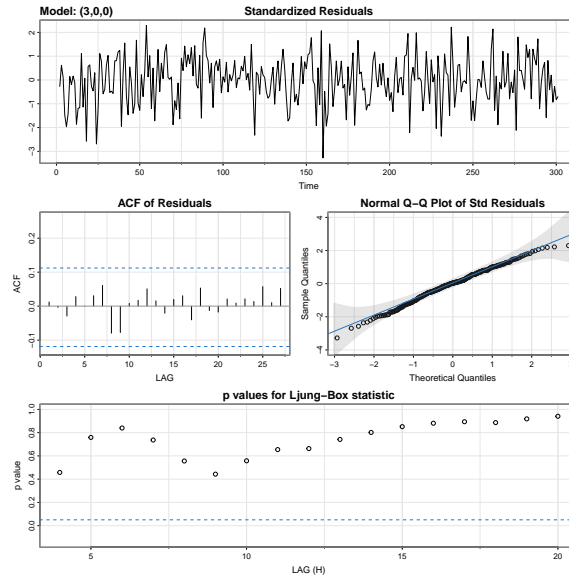 Model: (3,0,0) Standardized Residuals
2
1
0
−1
−2
−3
0 50 100 150 200 250 300
Time
ACF of Residuals
ACF
0.2
0.1
0.0
−0.1
0 5 10 15 20 25
LAG
Normal Q−Q Plot of Std Residuals
Sample Quantiles
4
2
0
−2
−4
−3 −2 −1 0 1 2 3
Theoretical Quantiles
p values for Ljung−Box statistic
p value
1.0
0.8
0.6
0.4
0.2
0.0
5 10 15 20
LAG (H)